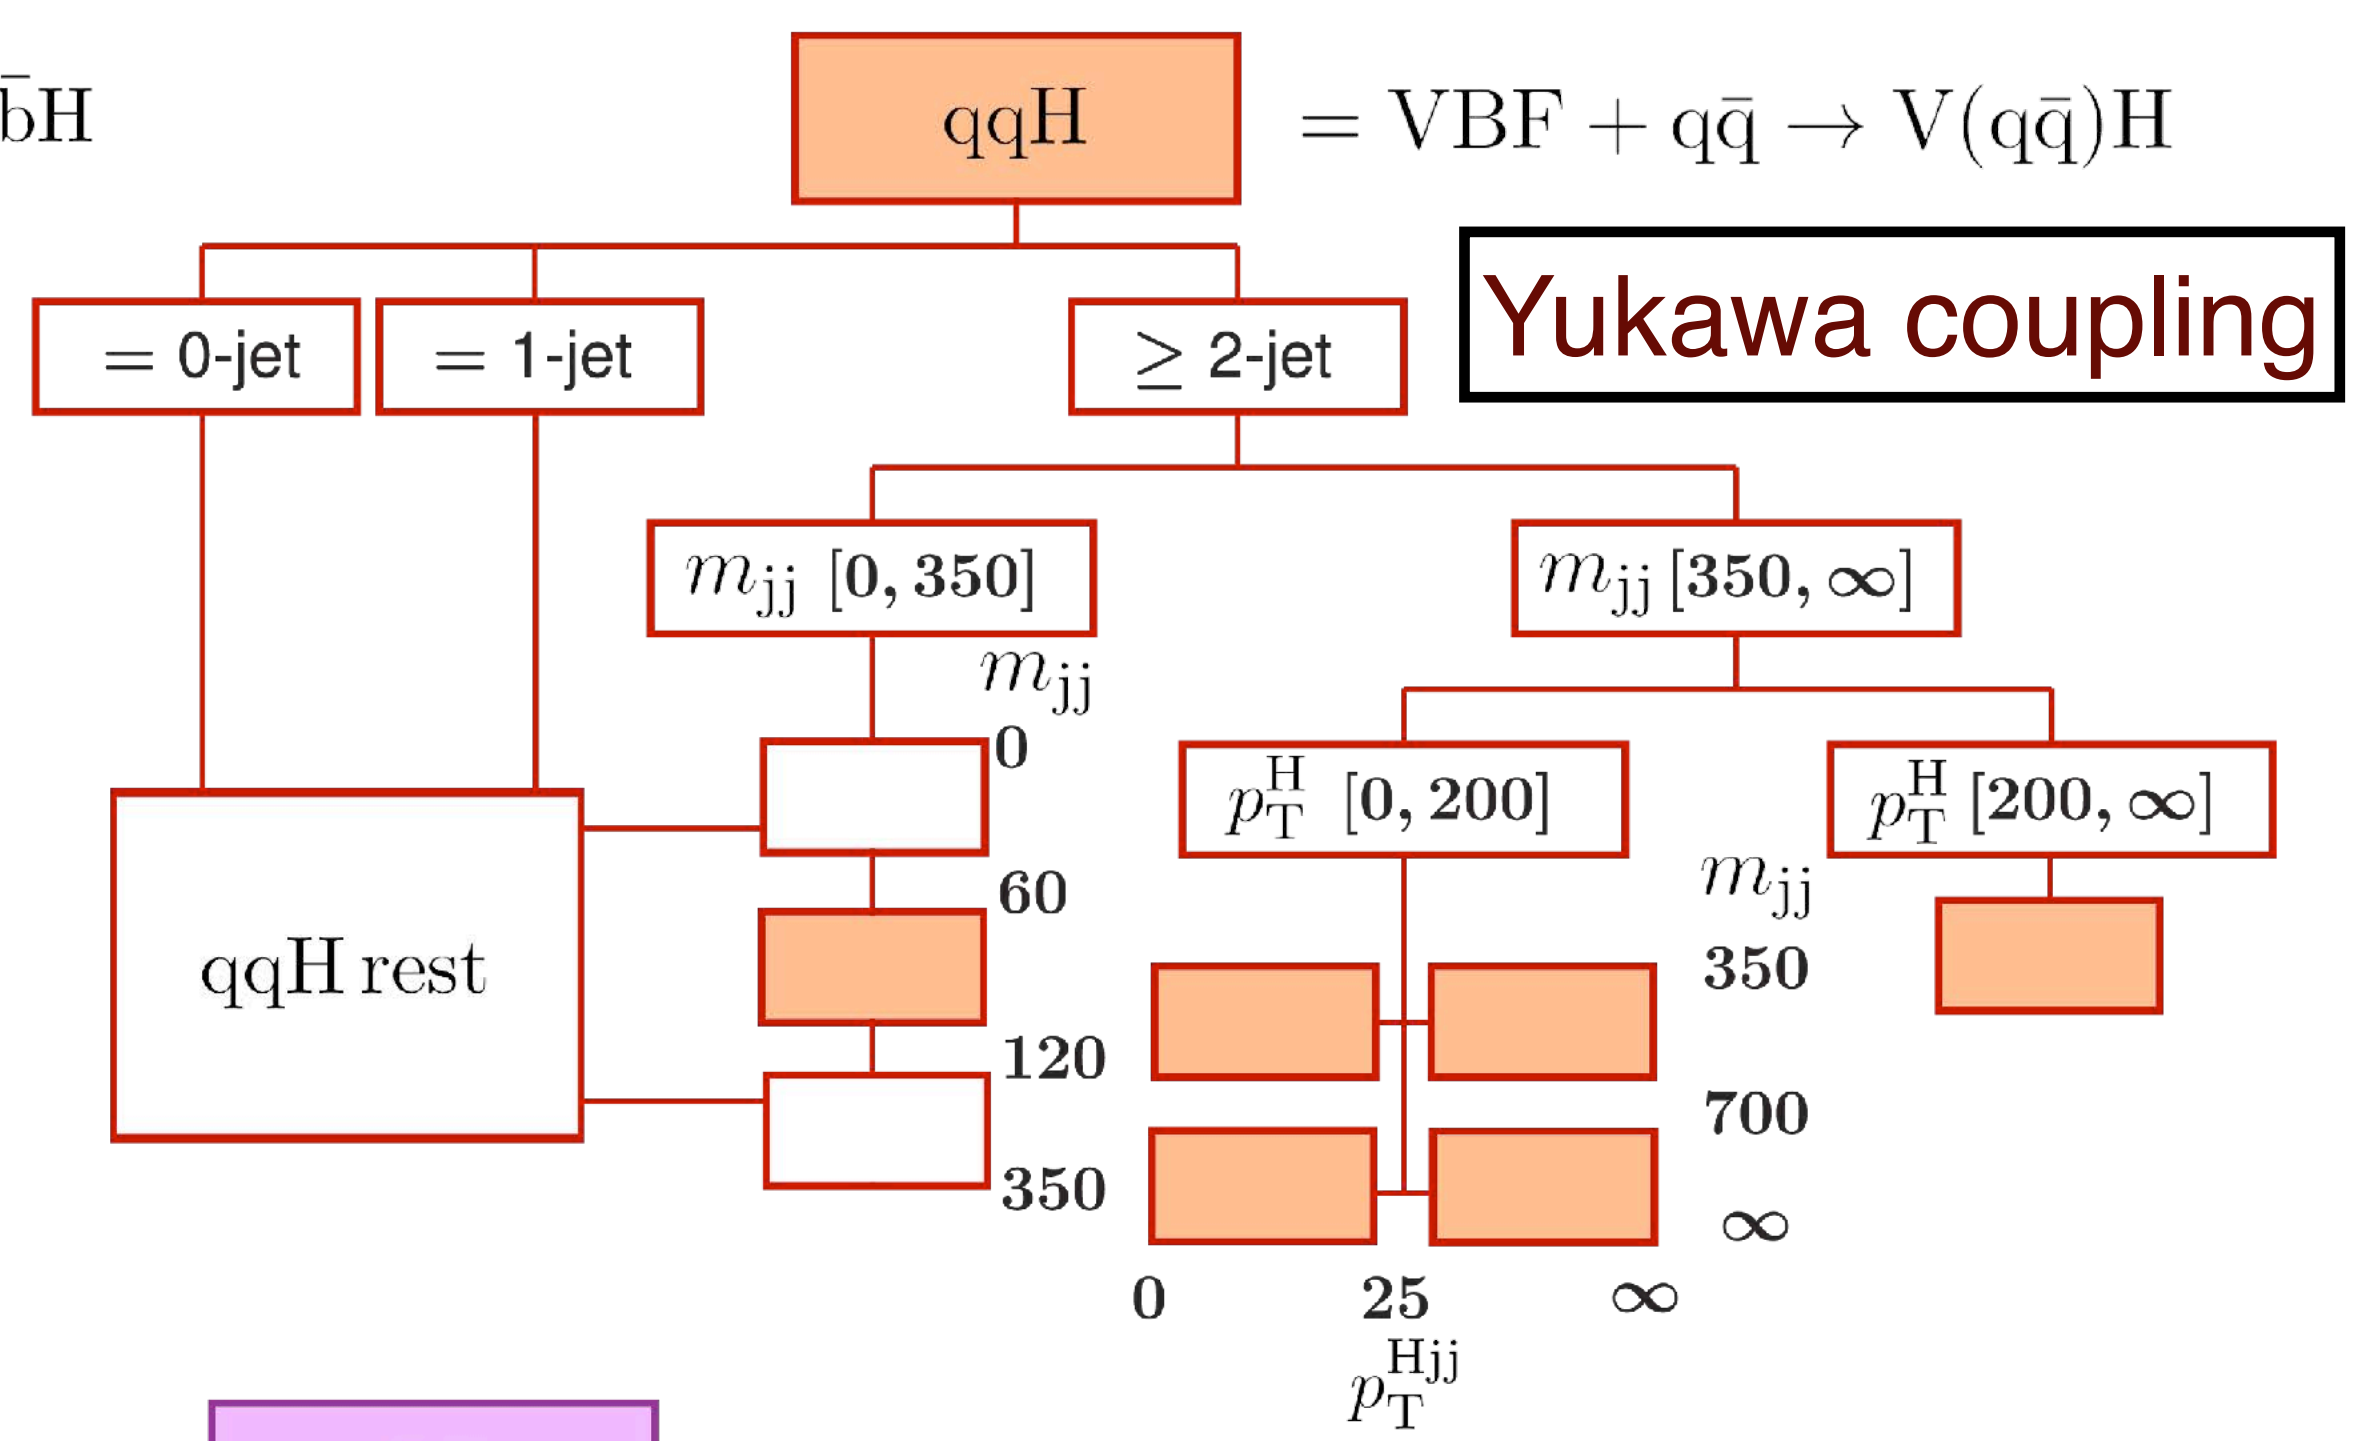 b̄H
qqH
= VBF + qq̄ → V(qq̄)H
Yukawa coupling
= 0-jet
= 1-jet
≥ 2-jet
m_jj [0, 350]
m_jj [350, ∞]
m_jj
0
60
120
350
p_T^H [0, 200]
p_T^H [200, ∞]
m_jj
350
700
∞
qqH rest
0 25 ∞
p_T^Hjj